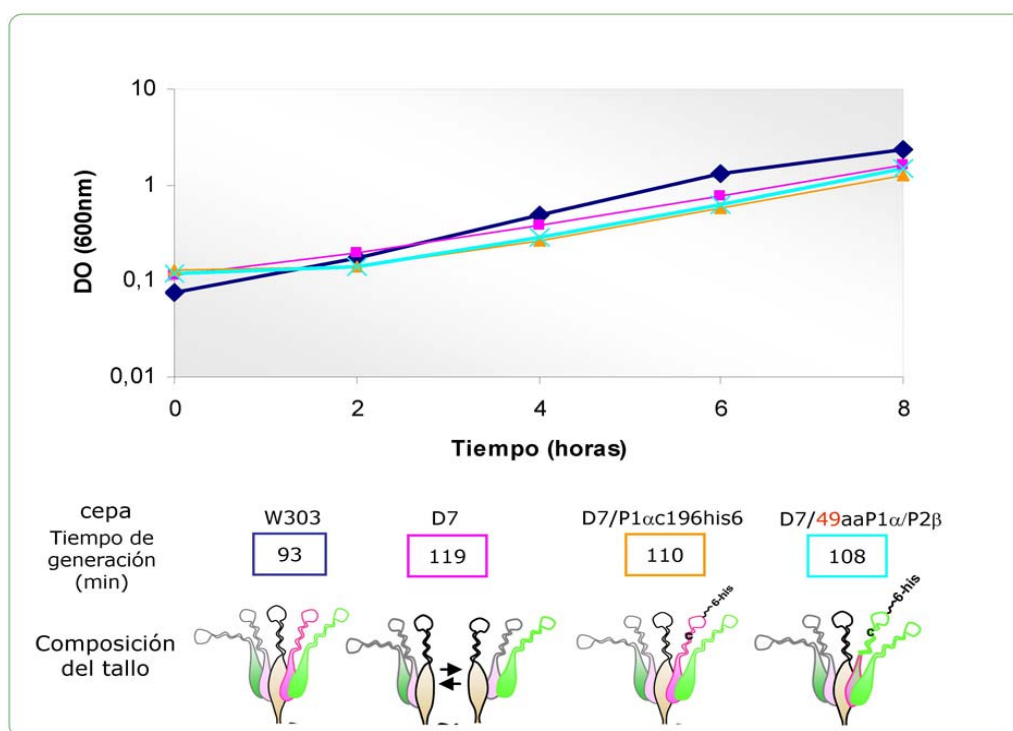 10
1
0,1
0,01
DO (600nm)
0 2 4 6 8
Tiempo (horas)
cepa W303 D7 D7/P1αc196his6 D7/49aaP1α/P2β
Tiempo de
generación
(min)
93 119 110 108
Composición
del tallo
c 6-his
c 6-his